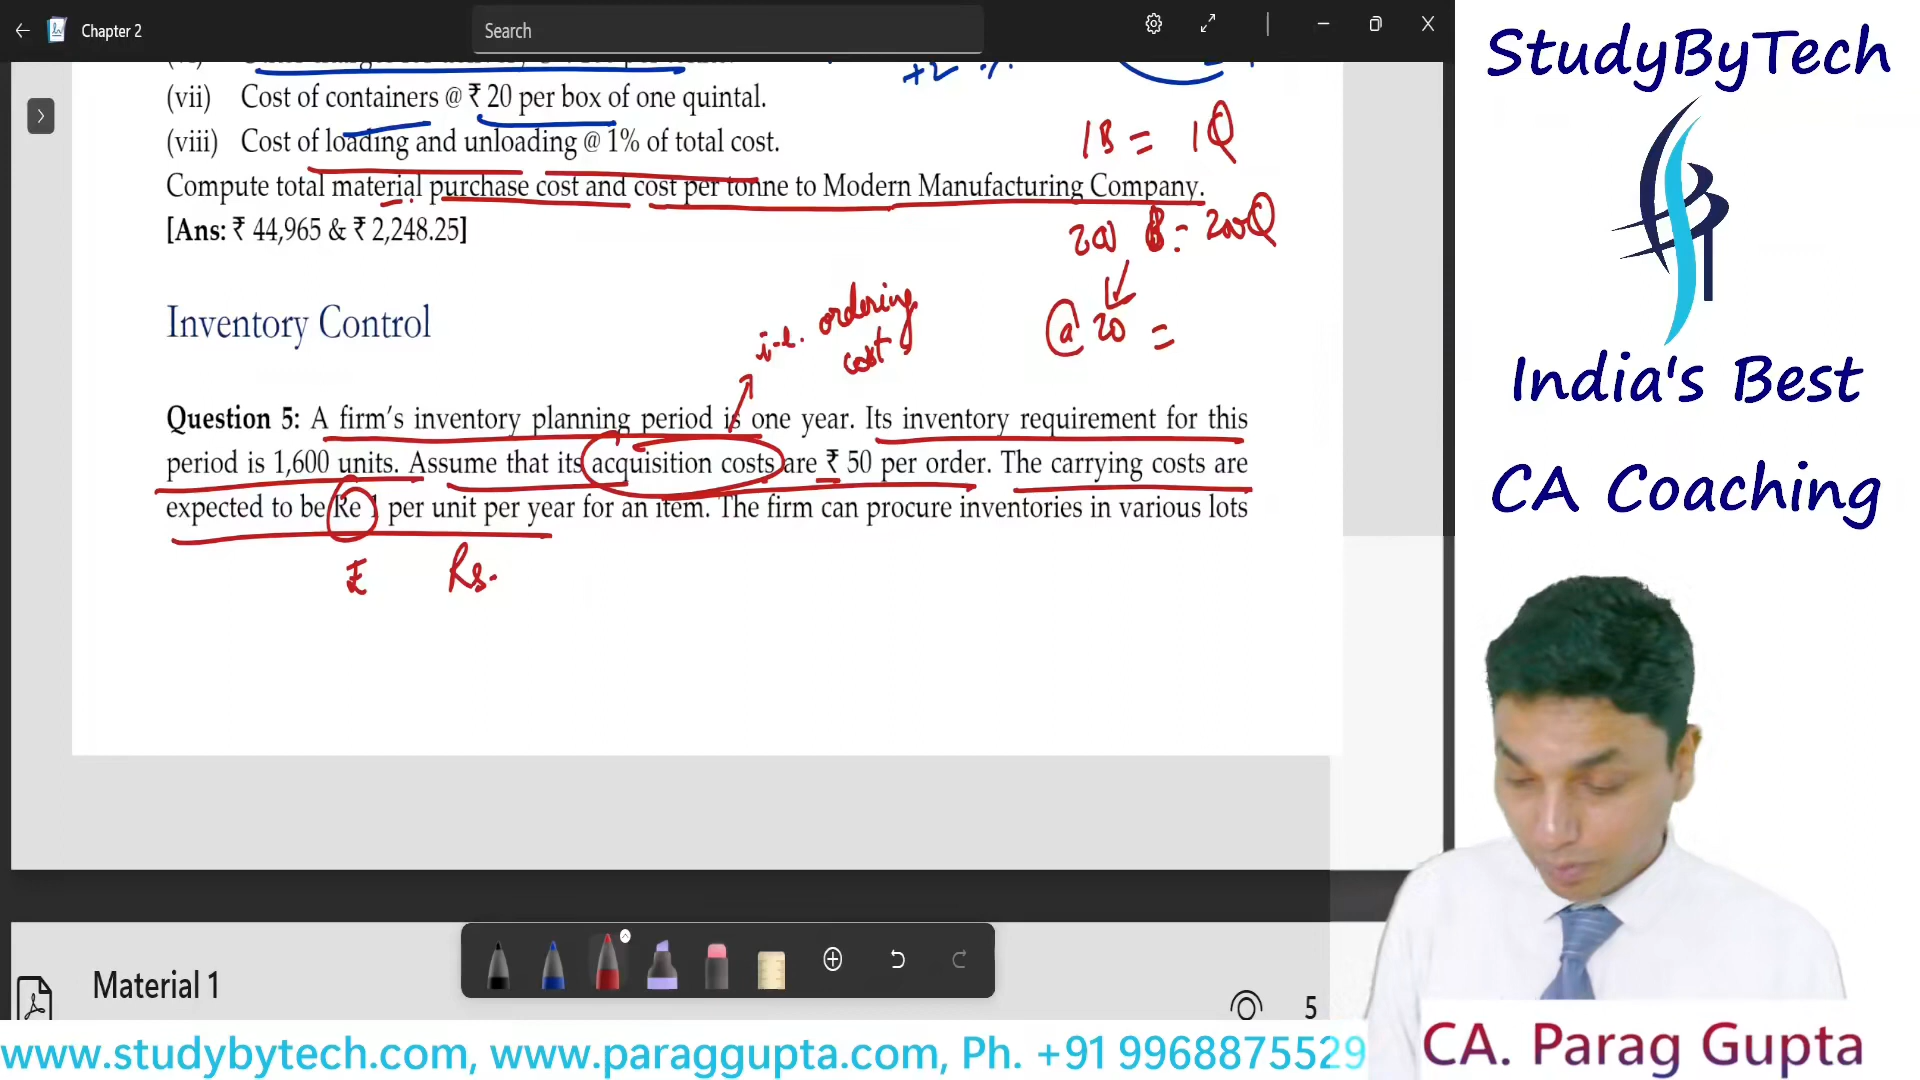 Chapter 2
Search
(vii) Cost of containers @ ₹ 20 per box of one quintal.
(viii) Cost of loading and unloading @ 1% of total cost.
Compute total material purchase cost and cost per tonne to Modern Manufacturing Company.
[Ans: ₹ 44,965 & ₹ 2,248.25]
+2 %.
1B = 1Q
200 B = 200Q
@ 20 =
Inventory Control
i.e. ordering
cost
Question 5: A firm's inventory planning period is one year. Its inventory requirement for this
period is 1,600 units. Assume that its acquisition costs are ₹ 50 per order. The carrying costs are
expected to be Re 1 per unit per year for an item. The firm can procure inventories in various lots
₹ Rs.
Material 1
5
StudyByTech
India's Best
CA Coaching
www.studybytech.com, www.paraggupta.com, Ph. +91 9968875529
CA. Parag Gupta